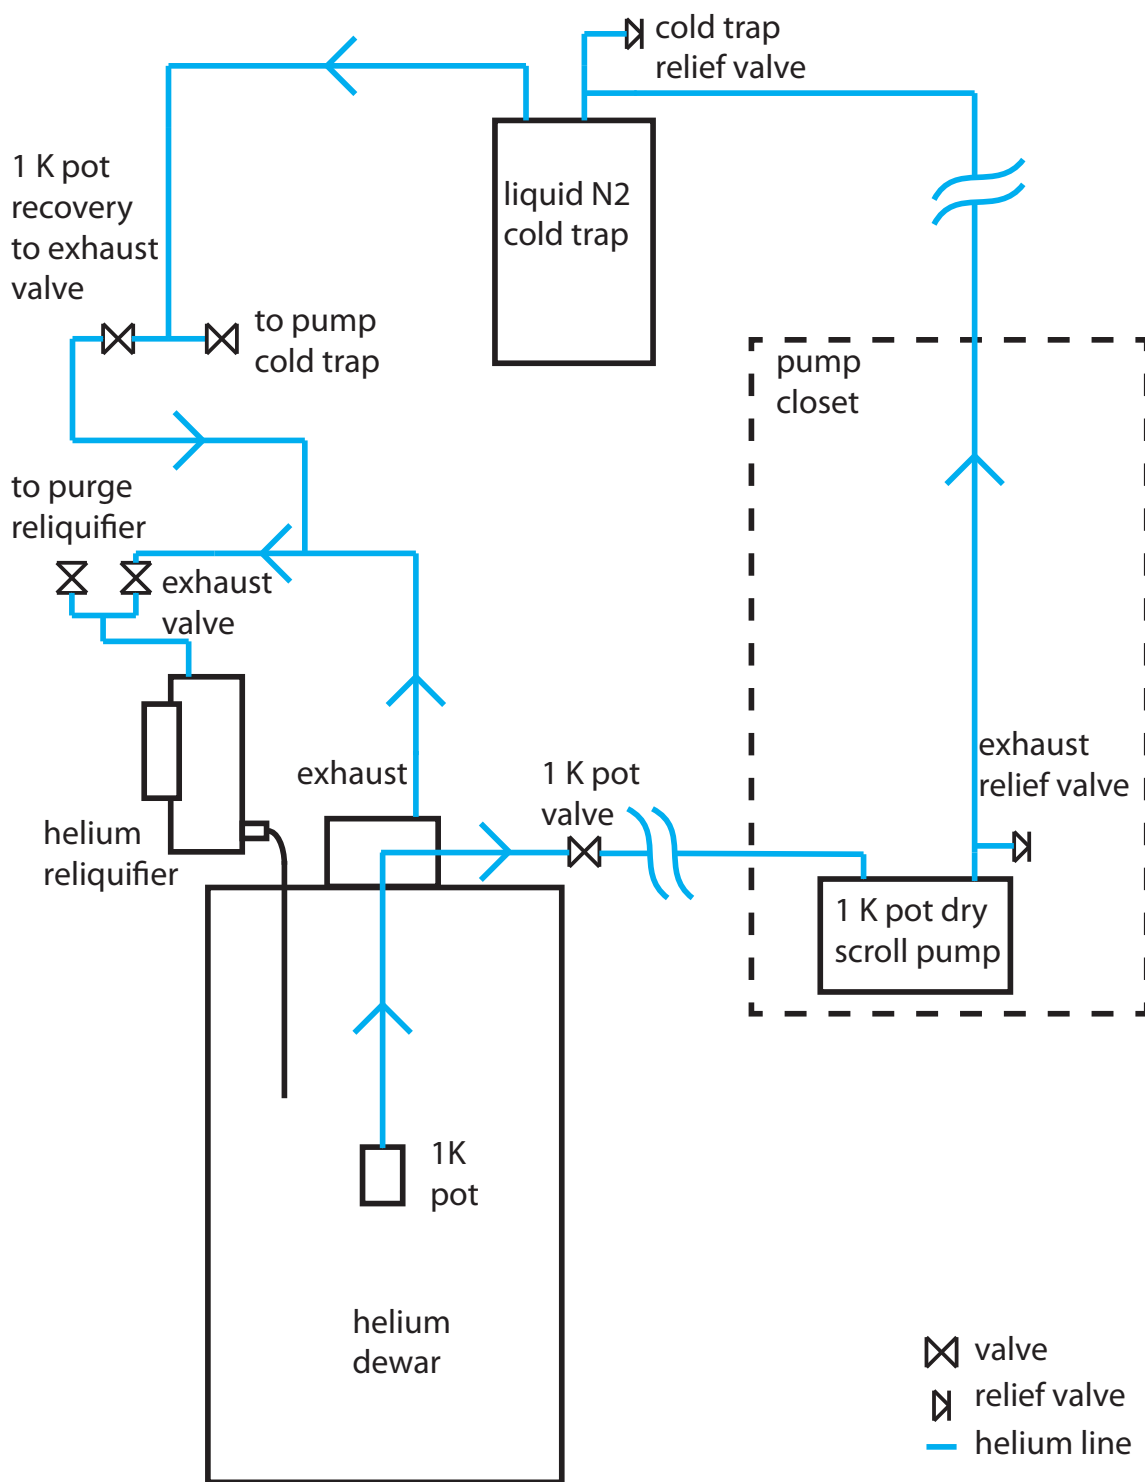 cold trap
relief valve
1 K pot
recovery
to exhaust
valve
liquid N2
cold trap
to pump
cold trap
pump
closet
to purge
reliquifier
exhaust
valve
exhaust
1 K pot
valve
exhaust
relief valve
helium
reliquifier
1 K pot dry
scroll pump
1K
pot
helium
dewar
valve
relief valve
helium line